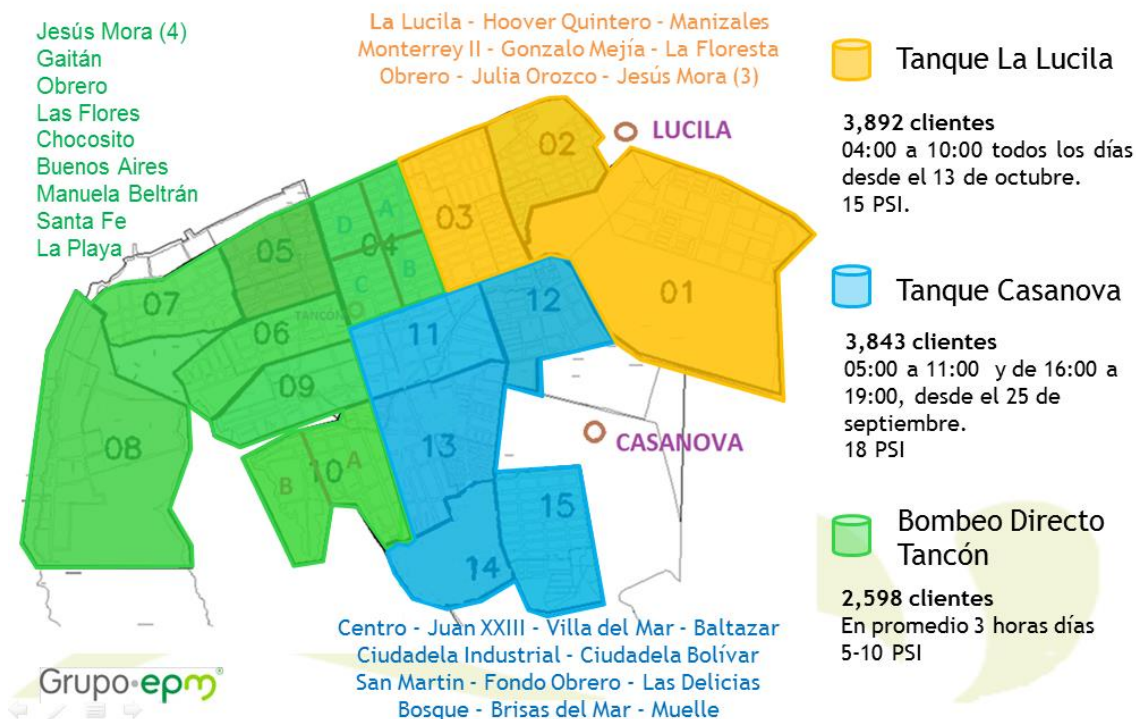 Jesús Mora (4)
Gaitán
Obrero
Las Flores
Chocosito
Buenos Aires
Manuela Beltrán
Santa Fe
La Playa
La Lucila - Hoover Quintero - Manizales
Monterrey II - Gonzalo Mejía - La Floresta
Obrero - Julia Orozco - Jesús Mora (3)
LUCILA
02
03
01
A
D
04
B
C
05
07
TANCÓN
06
11
12
09
08
13
CASANOVA
10
A
B
15
14
Centro - Juan XXIII - Villa del Mar - Baltazar
Ciudadela Industrial - Ciudadela Bolívar
San Martin - Fondo Obrero - Las Delicias
Bosque - Brisas del Mar - Muelle
Tanque La Lucila
3,892 clientes
04:00 a 10:00 todos los días
desde el 13 de octubre.
15 PSI.
Tanque Casanova
3,843 clientes
05:00 a 11:00 y de 16:00 a
19:00, desde el 25 de
septiembre.
18 PSI
Bombeo Directo
Tancón
2,598 clientes
En promedio 3 horas días
5-10 PSI
Grupo·epm®